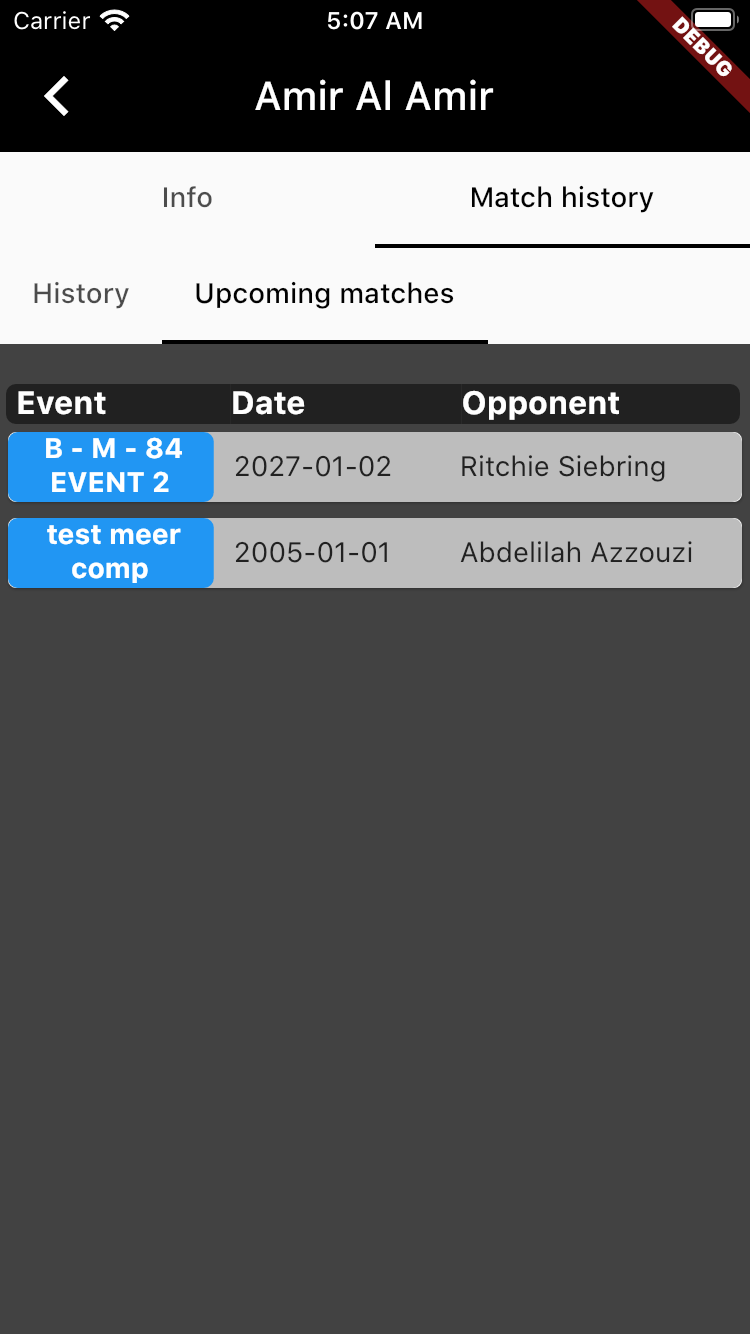 Carrier 5:07 AM
DEBUG
Amir Al Amir
Info Match history
History Upcoming matches
Event Date Opponent
B - M - 84
EVENT 2
2027-01-02 Ritchie Siebring
test meer
comp
2005-01-01 Abdelilah Azzouzi